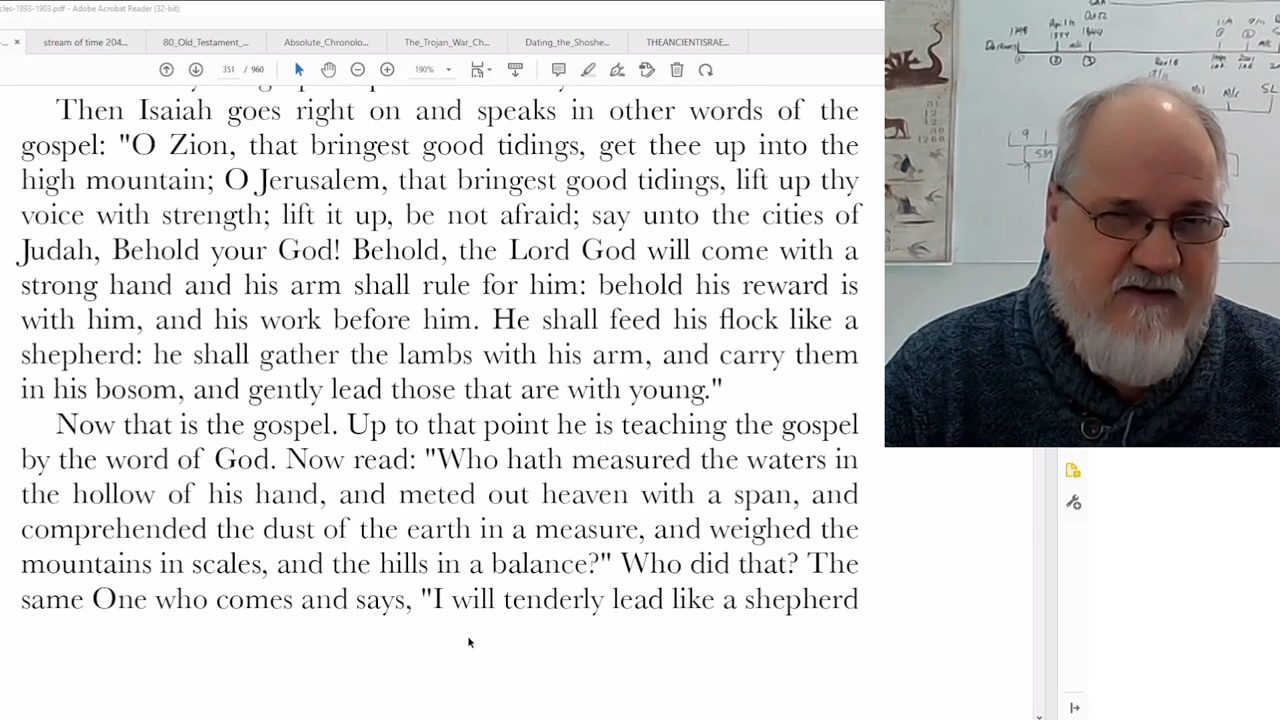 cles-1893-1903.pdf - Adobe Acrobat Reader (32-bit)
stream of time 204... 80_Old_Testament_... Absolute_Chronolo... The_Trojan_War_Ch... Dating_the_Shoshe... THEANCIENTISRAE...
351 / 960 190%
Then Isaiah goes right on and speaks in other words of the
gospel: "O Zion, that bringest good tidings, get thee up into the
high mountain; O Jerusalem, that bringest good tidings, lift up thy
voice with strength; lift it up, be not afraid; say unto the cities of
Judah, Behold your God! Behold, the Lord God will come with a
strong hand and his arm shall rule for him: behold his reward is
with him, and his work before him. He shall feed his flock like a
shepherd: he shall gather the lambs with his arm, and carry them
in his bosom, and gently lead those that are with young."
Now that is the gospel. Up to that point he is teaching the gospel
by the word of God. Now read: "Who hath measured the waters in
the hollow of his hand, and meted out heaven with a span, and
comprehended the dust of the earth in a measure, and weighed the
mountains in scales, and the hills in a balance?" Who did that? The
same One who comes and says, "I will tenderly lead like a shepherd